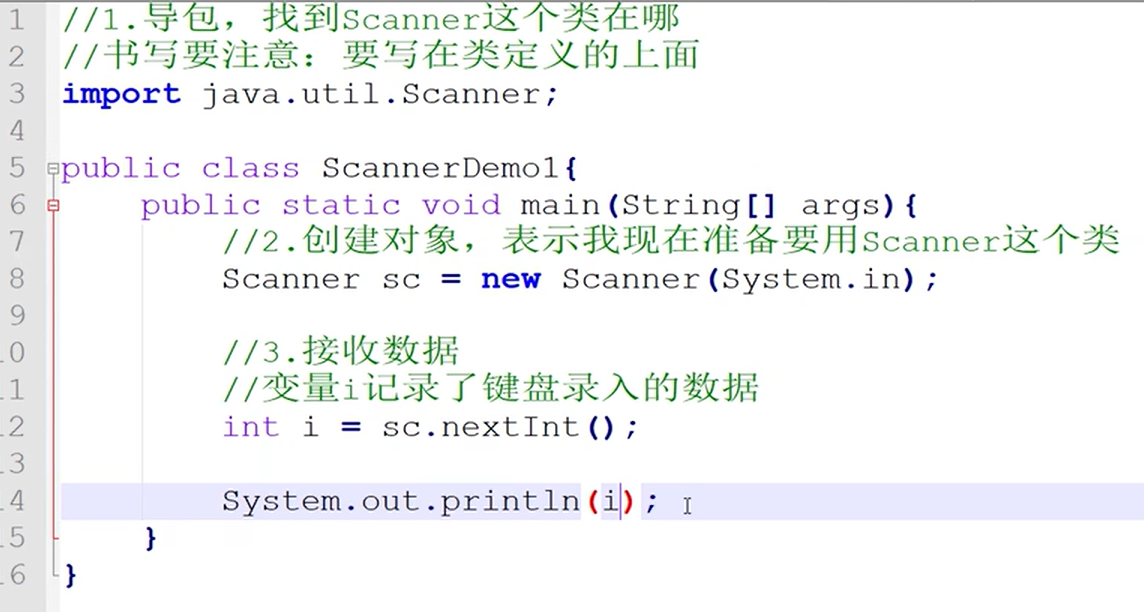 1 //1.导包，找到Scanner这个类在哪
2 //书写要注意：要写在类定义的上面
3 import java.util.Scanner;
4
5 public class ScannerDemo1{
6 public static void main(String[] args){
7 //2.创建对象，表示我现在准备要用Scanner这个类
8 Scanner sc = new Scanner(System.in);
9
10 //3.接收数据
11 //变量i记录了键盘录入的数据
12 int i = sc.nextInt();
13
14 System.out.println(i);
15 }
16 }